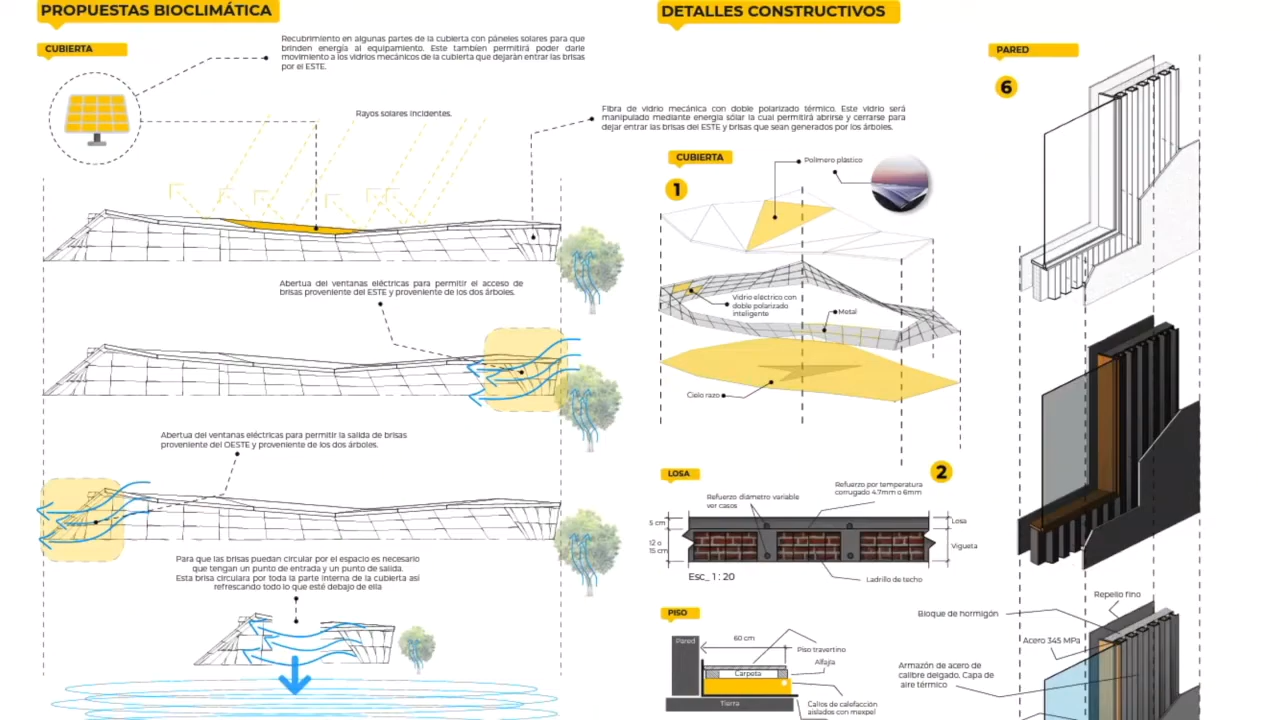 PROPUESTAS BIOCLIMÁTICA
CUBIERTA
Recubrimiento en algunas partes de la cubierta con páneles solares para que
brinden energía al equipamiento. Este tambíen permitirá poder darle
movimiento a los vidrios mecánicos de la cubierta que dejarán entrar las brisas
por el ESTE.
Rayos solares incidentes.
Abertua del ventanas eléctricas para permitir el acceso de
brisas proveniente del ESTE y proveniente de los dos árboles.
Abertua del ventanas eléctricas para permitir la salida de brisas
proveniente del OESTE y proveniente de los dos árboles.
Para que las brisas puedan circular por el espacio es necesario
que tengan un punto de entrada y un punto de salida.
Esta brisa circulara por toda la parte interna de la cubierta así
refrescando todo lo que esté debajo de ella
DETALLES CONSTRUCTIVOS
Fibra de vidrio mecánica con doble polarizado térmico. Este vidrio será
manipulado mediante energia sólar la cual permitirá abrirse y cerrarse para
dejar entrar las brisas del ESTE y brisas que sean generados por los árboles.
CUBIERTA
1
Polímero plástico
Vidrio eléctrico con
doble polarizado
inteligente
Metal
Cielo razo
2
LOSA
Refuerzo diámetro variable
ver casos
Refuerzo por temperatura
corrugado 4.7mm o 6mm
5 cm
12 o
15 cm
Losa
Vigueta
Ladrillo de techo
Esc_ 1 : 20
PISO
Pared
60 cm
Piso travertino
Alfajía
Carpeta
Tierra
Callos de calefacción
aislados con mexpel
PARED
6
Repello fino
Bloque de hormigón
Acero 345 MPa
Armazón de acero de
calibre delgado. Capa de
aire térmico